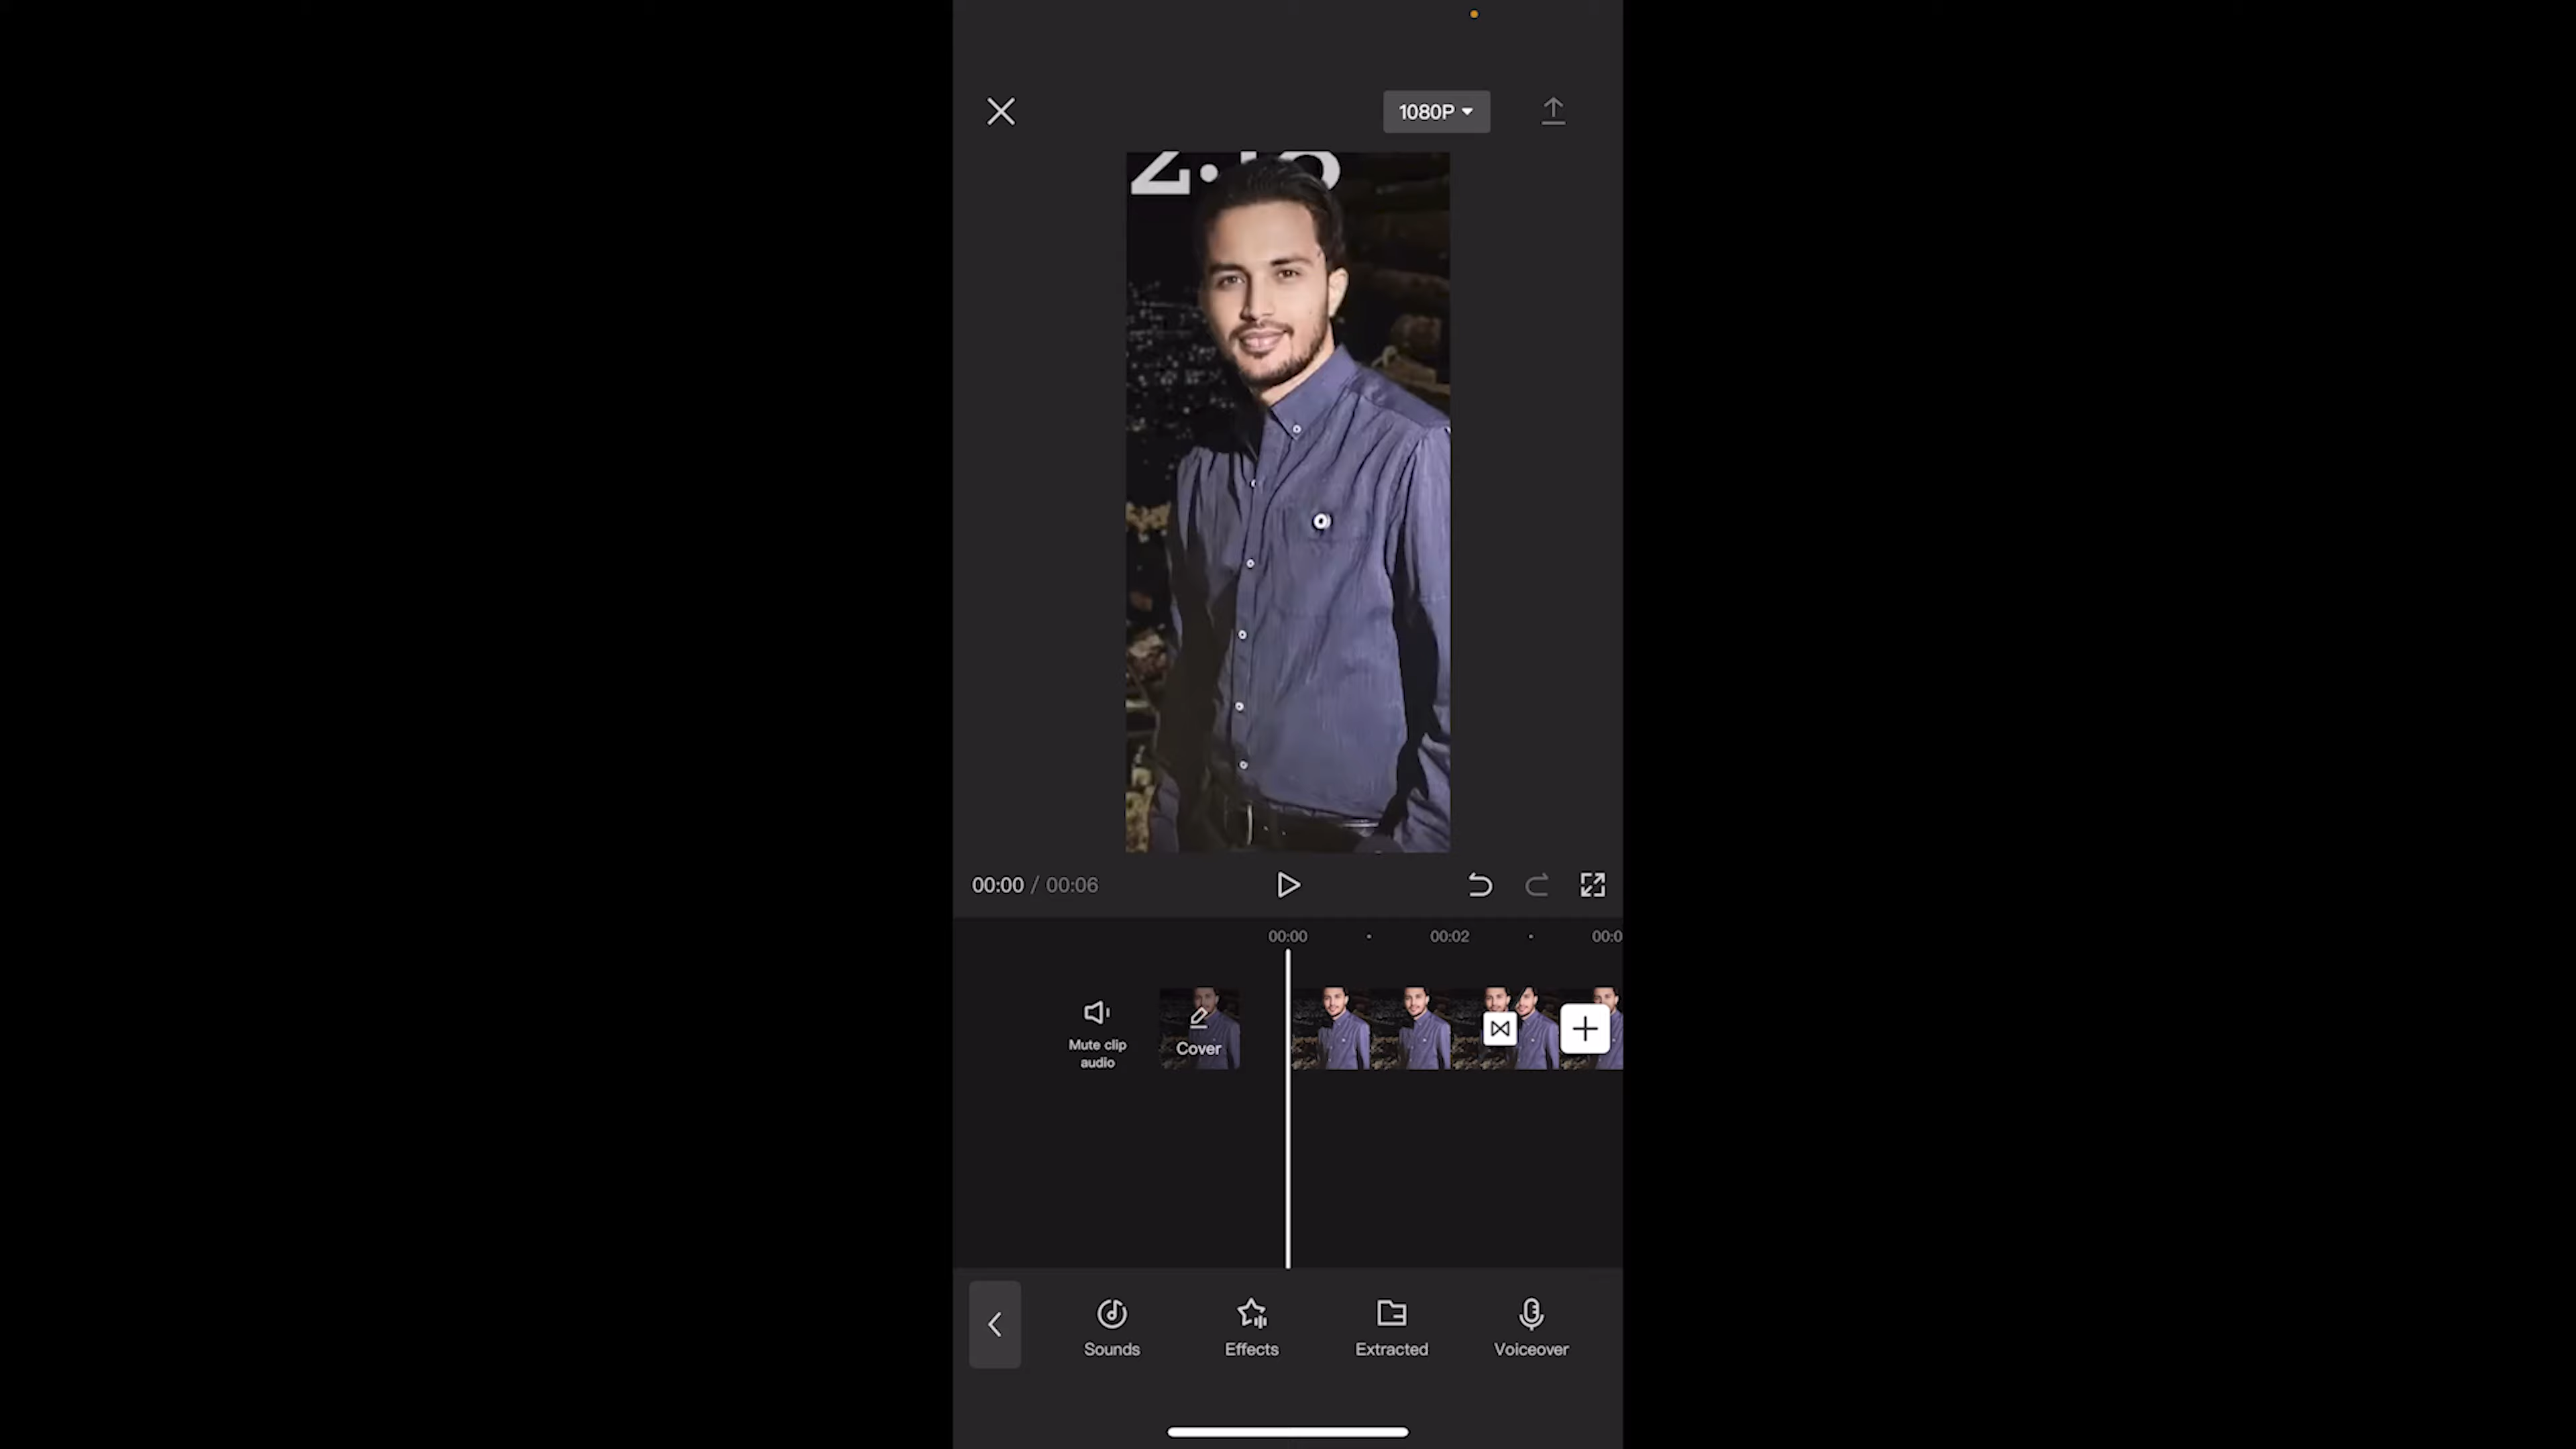 1080P
00:00 / 00:06
00:00
00:02
Mute clip
audio
Cover
Sounds
Effects
Extracted
Voiceover